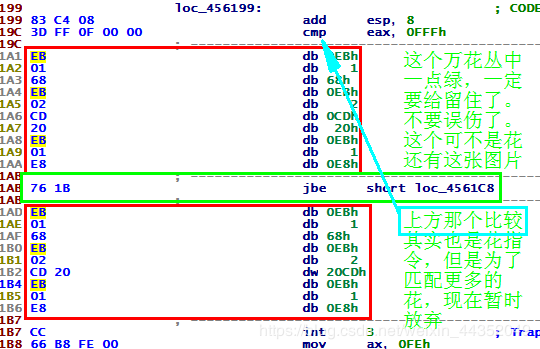 199 loc_456199: ; CODE
199 83 C4 08 add esp, 8
19C 3D FF 0F 00 00 cmp eax, 0FFFh
19C ;
1A1 EB db 0EBh
1A2 01 db 1
1A3 68 db 68h
1A4 EB db 0EBh
1A5 02 db 2
1A6 CD db 0CDh
1A7 20 db 20h
1A8 EB db 0EBh
1A9 01 db 1
1AA E8 db 0E8h
这个万花丛中
一点绿，一定
要给留住了。
不要误伤了。
这个可不是花
还有这张图片
1AB ;
1AB 76 1B jbe short loc_4561C8
1AB ;
1AD EB db 0EBh
1AE 01 db 1
1AF 68 db 68h
1B0 EB db 0EBh
1B1 02 db 2
1B2 CD 20 dw 20CDh
1B4 EB db 0EBh
1B5 01 db 1
1B6 E8 db 0E8h
上方那个比较
其实也是花指
令，但是为了
匹配更多的
花，现在暂时
放弃
1B7 ;
1B7 CC int 3 ; Trap
1B8 66 B8 FE 00 mov ax, 0FEh